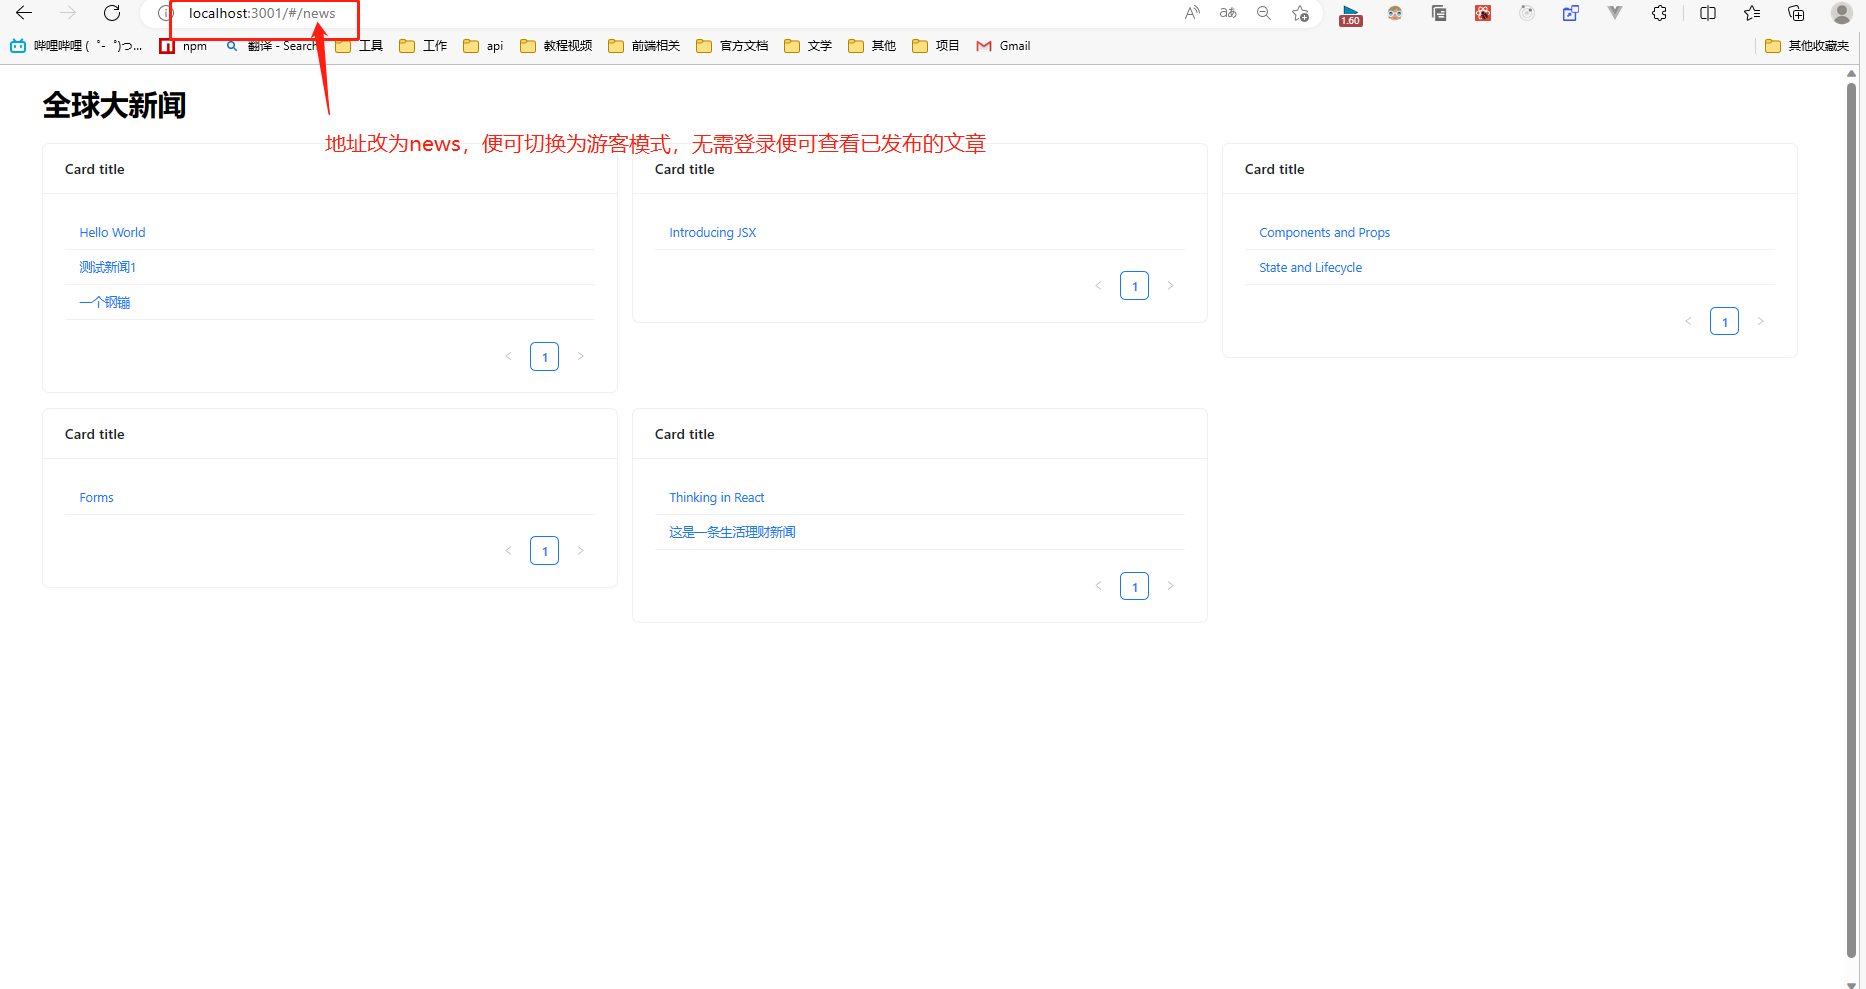 localhost:3001/#/news
aあ
1.60
哔哩哔哩 (゜-゜)つ...
npm
翻译 - Search
工具
工作
api
教程视频
前端相关
官方文档
文学
其他
项目
Gmail
其他收藏夹
全球大新闻
地址改为news，便可切换为游客模式，无需登录便可查看已发布的文章
Card title
Hello World
测试新闻1
一个钢镚
1
Card title
Introducing JSX
1
Card title
Components and Props
State and Lifecycle
1
Card title
Forms
1
Card title
Thinking in React
这是一条生活理财新闻
1